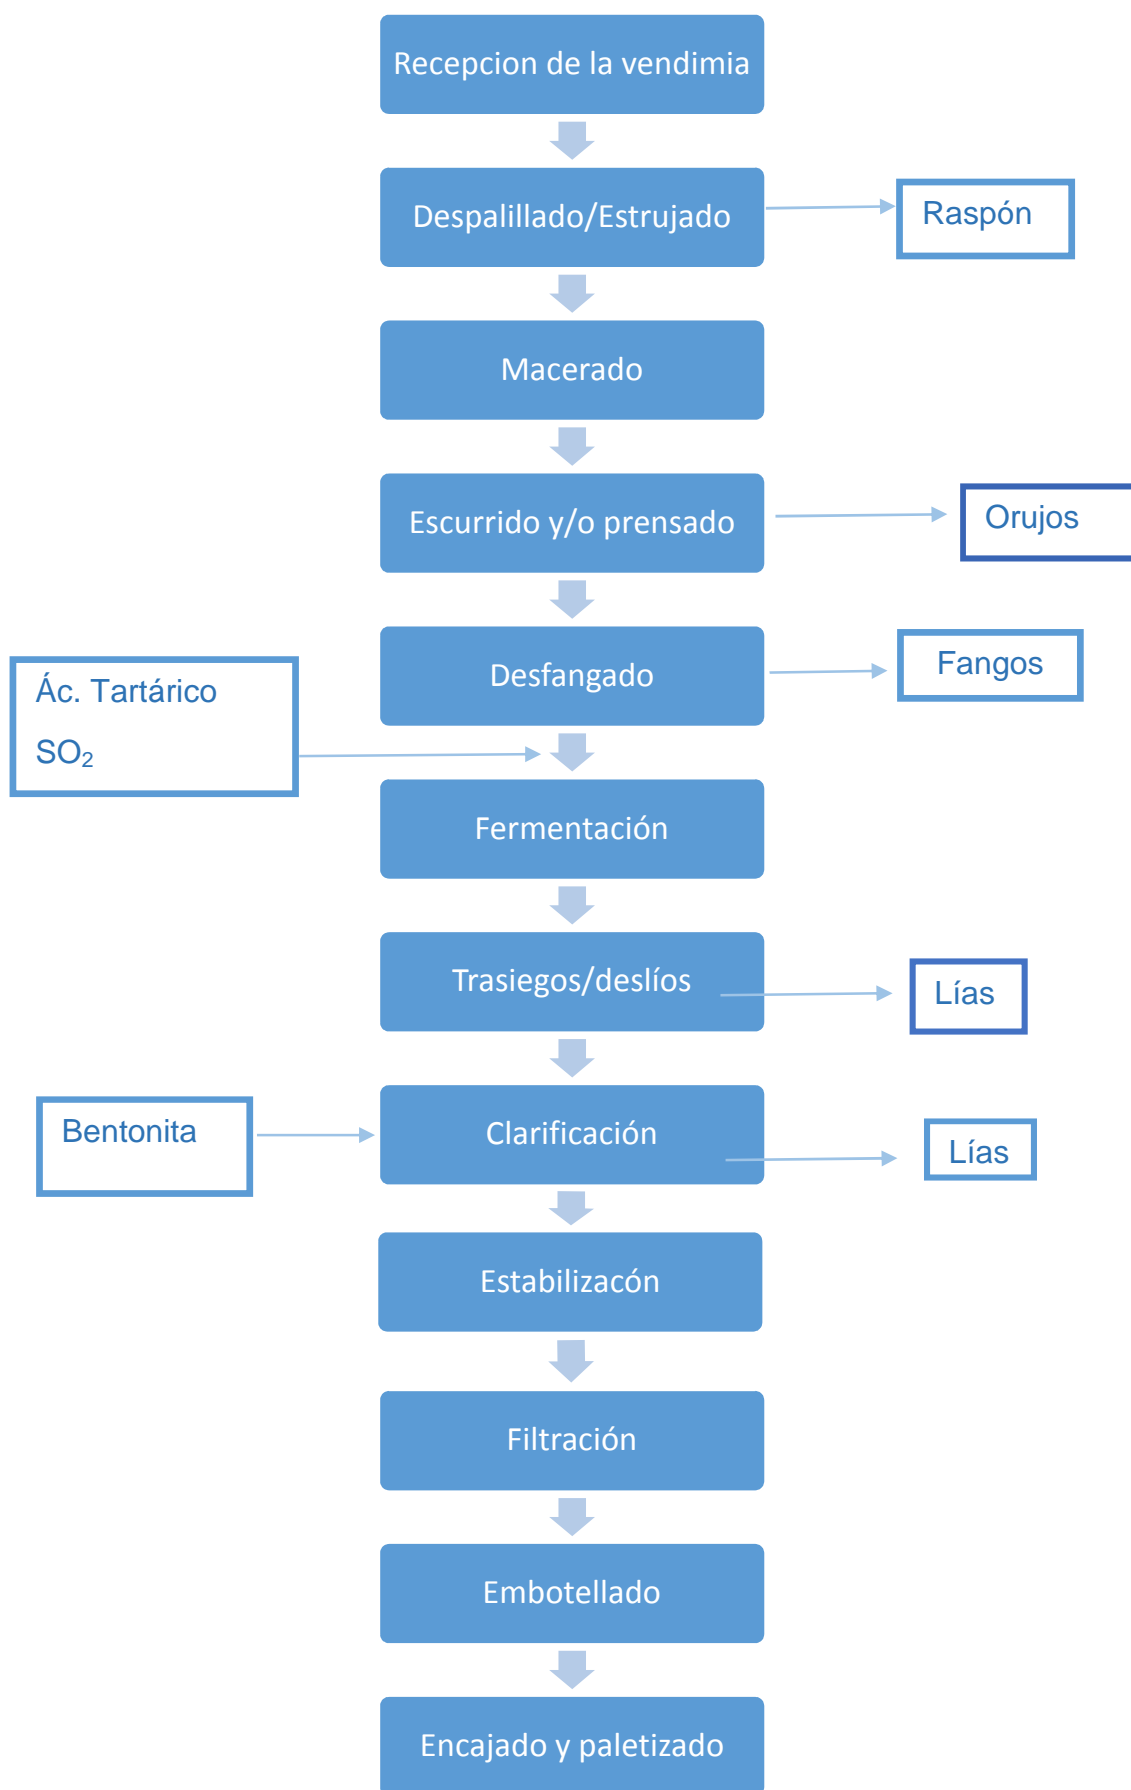 Recepcion de la vendimia
Despalillado/Estrujado
Raspón
Macerado
Escurrido y/o prensado
Orujos
Desfangado
Fangos
Ác. Tartárico
SO₂
Fermentación
Trasiegos/deslíos
Lías
Bentonita
Clarificación
Lías
Estabilizacón
Filtración
Embotellado
Encajado y paletizado